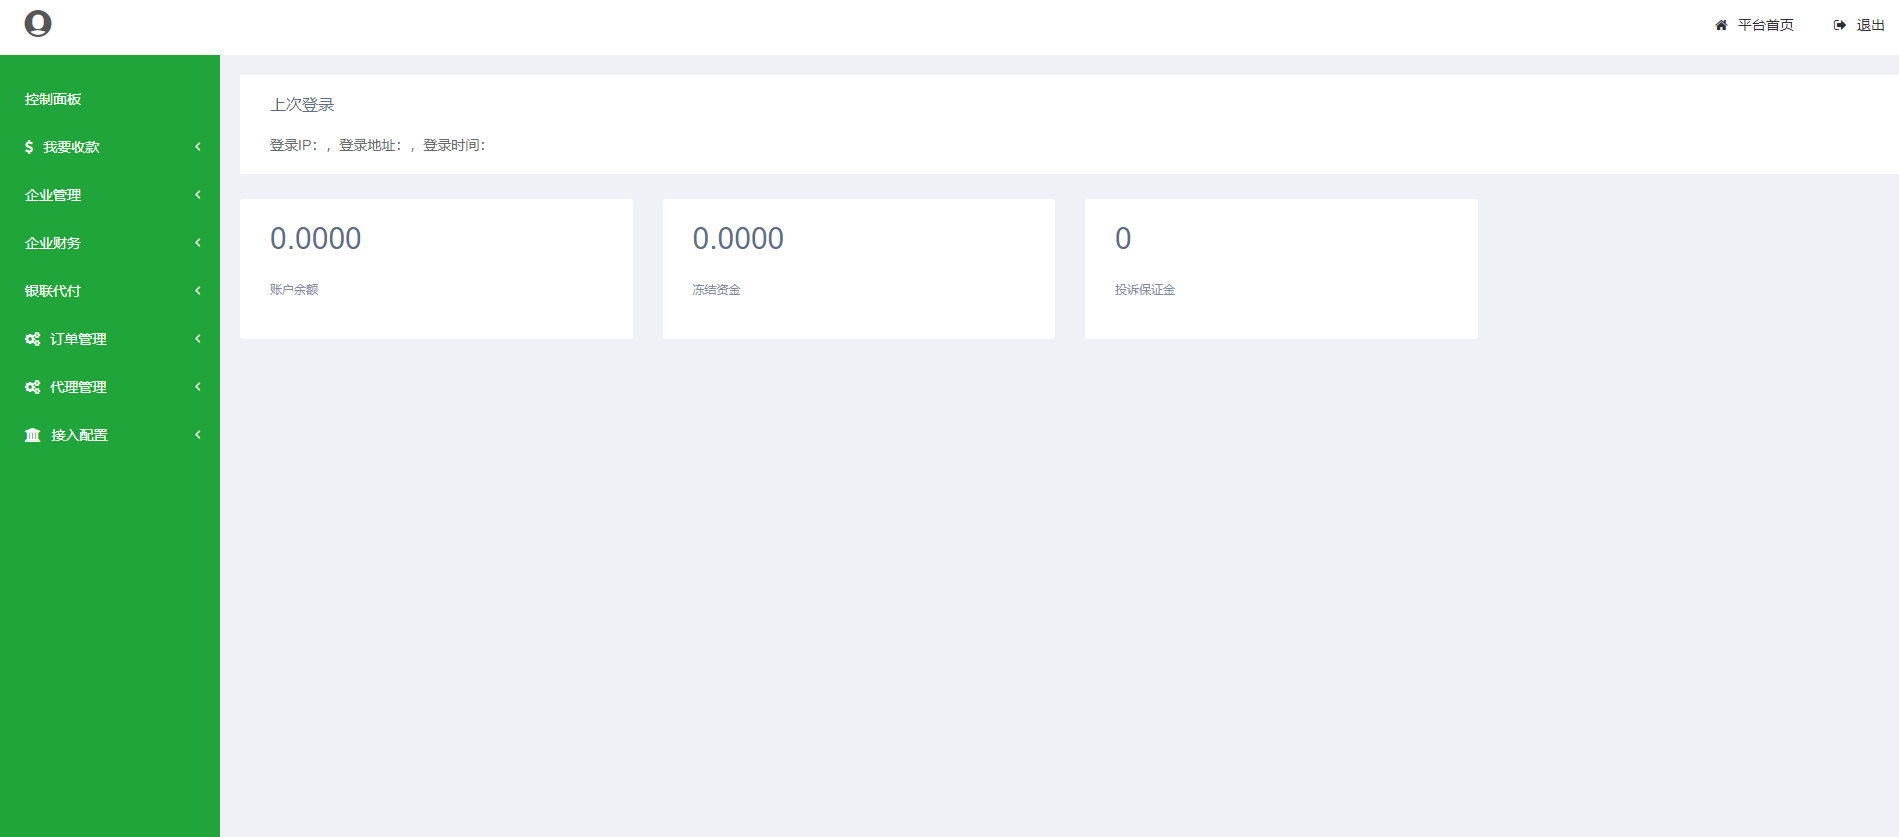 平台首页 退出
控制面板
我要收款
企业管理
企业财务
银联代付
订单管理
代理管理
接入配置
上次登录
登录IP：，登录地址：，登录时间：
0.0000
账户余额
0.0000
冻结资金
0
投诉保证金